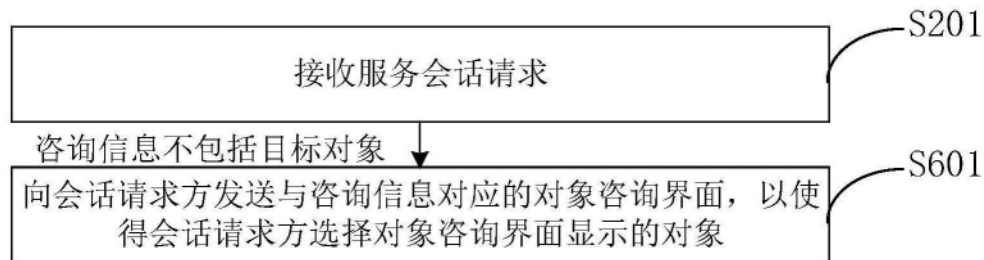 S201
接收服务会话请求
咨询信息不包括目标对象
S601
向会话请求方发送与咨询信息对应的对象咨询界面，以使
得会话请求方选择对象咨询界面显示的对象